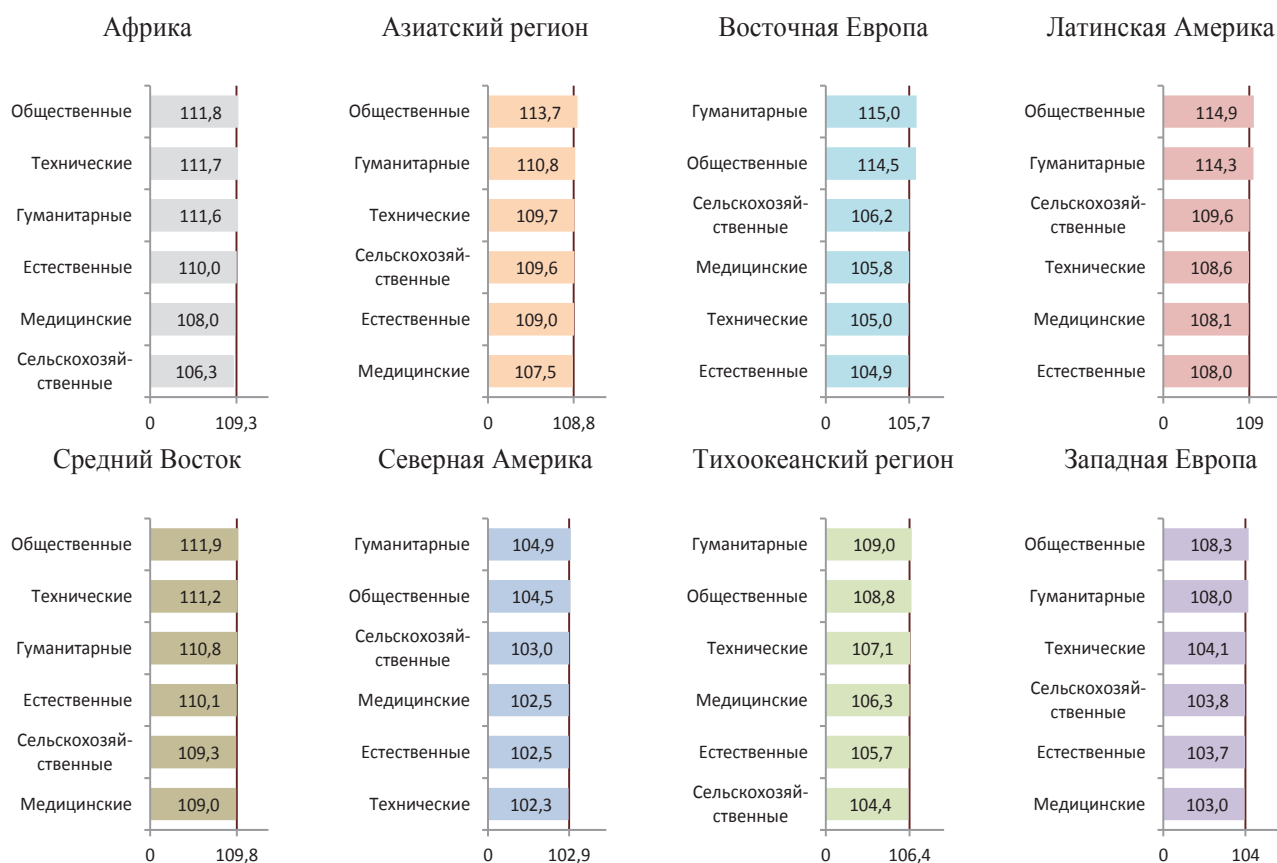 Африка
Общественные 111,8
Технические 111,7
Гуманитарные 111,6
Естественные 110,0
Медицинские 108,0
Сельскохозяй-
ственные 106,3
0 109,3
Азиатский регион
Общественные 113,7
Гуманитарные 110,8
Технические 109,7
Сельскохозяй-
ственные 109,6
Естественные 109,0
Медицинские 107,5
0 108,8
Восточная Европа
Гуманитарные 115,0
Общественные 114,5
Сельскохозяй-
ственные 106,2
Медицинские 105,8
Технические 105,0
Естественные 104,9
0 105,7
Латинская Америка
Общественные 114,9
Гуманитарные 114,3
Сельскохозяй-
ственные 109,6
Технические 108,6
Медицинские 108,1
Естественные 108,0
0 109
Средний Восток
Общественные 111,9
Технические 111,2
Гуманитарные 110,8
Естественные 110,1
Сельскохозяй-
ственные 109,3
Медицинские 109,0
0 109,8
Северная Америка
Гуманитарные 104,9
Общественные 104,5
Сельскохозяй-
ственные 103,0
Медицинские 102,5
Естественные 102,5
Технические 102,3
0 102,9
Тихоокеанский регион
Гуманитарные 109,0
Общественные 108,8
Технические 107,1
Медицинские 106,3
Естественные 105,7
Сельскохозяй-
ственные 104,4
0 106,4
Западная Европа
Общественные 108,3
Гуманитарные 108,0
Технические 104,1
Сельскохозяй-
ственные 103,8
Естественные 103,7
Медицинские 103,0
0 104